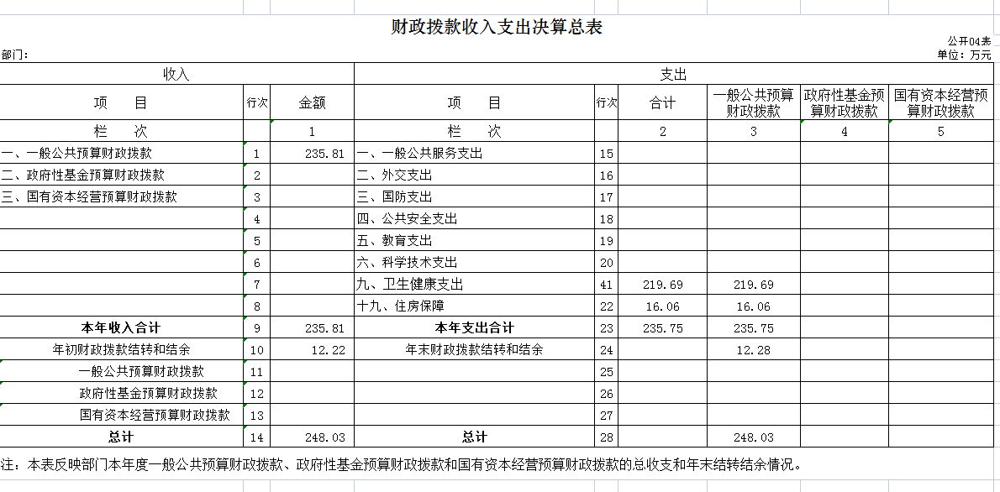 财政拨款收入支出决算总表
公开04表
部门： 单位：万元
收入 支出
项 目 行次 金额 项 目 行次 合计 一般公共预算财政拨款 政府性基金预算财政拨款 国有资本经营预算财政拨款
栏 次 1 栏 次 2 3 4 5
一、一般公共预算财政拨款 1 235.81 一、一般公共服务支出 15
二、政府性基金预算财政拨款 2 二、外交支出 16
三、国有资本经营预算财政拨款 3 三、国防支出 17
4 四、公共安全支出 18
5 五、教育支出 19
6 六、科学技术支出 20
7 九、卫生健康支出 41 219.69 219.69
8 十九、住房保障 22 16.06 16.06
本年收入合计 9 235.81 本年支出合计 23 235.75 235.75
年初财政拨款结转和结余 10 12.22 年末财政拨款结转和结余 24 12.28
一般公共预算财政拨款 11 25
政府性基金预算财政拨款 12 26
国有资本经营预算财政拨款 13 27
总计 14 248.03 总计 28 248.03
注：本表反映部门本年度一般公共预算财政拨款、政府性基金预算财政拨款和国有资本经营预算财政拨款的总收支和年末结转结余情况。